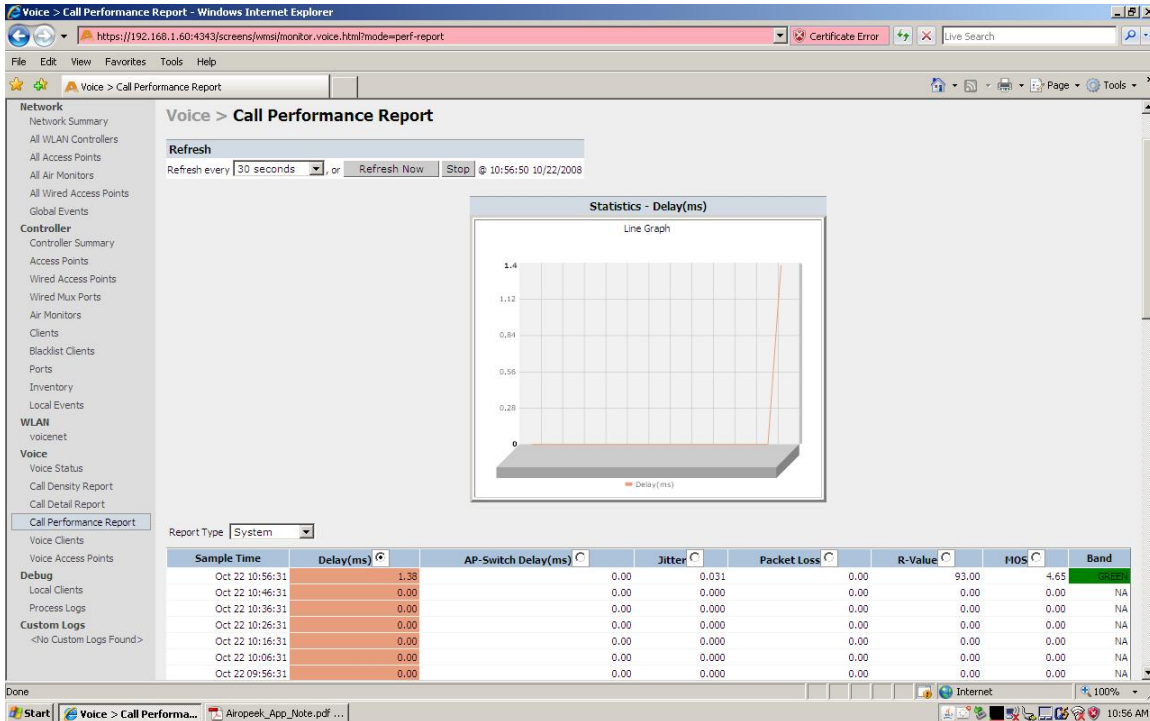 Voice > Call Performance Report - Windows Internet Explorer
https://192.168.1.60:4343/screens/wmsi/monitor.voice.html?mode=perf-report
Certificate Error
Live Search
File Edit View Favorites Tools Help
Voice > Call Performance Report
Page Tools
Network
Network Summary
All WLAN Controllers
All Access Points
All Air Monitors
All Wired Access Points
Global Events
Controller
Controller Summary
Access Points
Wired Access Points
Wired Mux Ports
Air Monitors
Clients
Blacklist Clients
Ports
Inventory
Local Events
WLAN
voicenet
Voice
Voice Status
Call Density Report
Call Detail Report
Call Performance Report
Voice Clients
Voice Access Points
Debug
Local Clients
Process Logs
Custom Logs
<No Custom Logs Found>
Voice > Call Performance Report
Refresh
Refresh every 30 seconds , or Refresh Now Stop @ 10:56:50 10/22/2008
Statistics - Delay(ms)
Line Graph
1.4
1.12
0.84
0.56
0.28
0
Delay(ms)
Report Type System
Sample Time Delay(ms) AP-Switch Delay(ms) Jitter Packet Loss R-Value MOS Band
Oct 22 10:56:31 1.38 0.00 0.031 0.00 93.00 4.65 GREEN
Oct 22 10:46:31 0.00 0.00 0.000 0.00 0.00 0.00 NA
Oct 22 10:36:31 0.00 0.00 0.000 0.00 0.00 0.00 NA
Oct 22 10:26:31 0.00 0.00 0.000 0.00 0.00 0.00 NA
Oct 22 10:16:31 0.00 0.00 0.000 0.00 0.00 0.00 NA
Oct 22 10:06:31 0.00 0.00 0.000 0.00 0.00 0.00 NA
Oct 22 09:56:31 0.00 0.00 0.000 0.00 0.00 0.00 NA
Done
Internet
100%
Start
Voice > Call Performa...
Airopeek_App_Note.pdf ...
10:56 AM